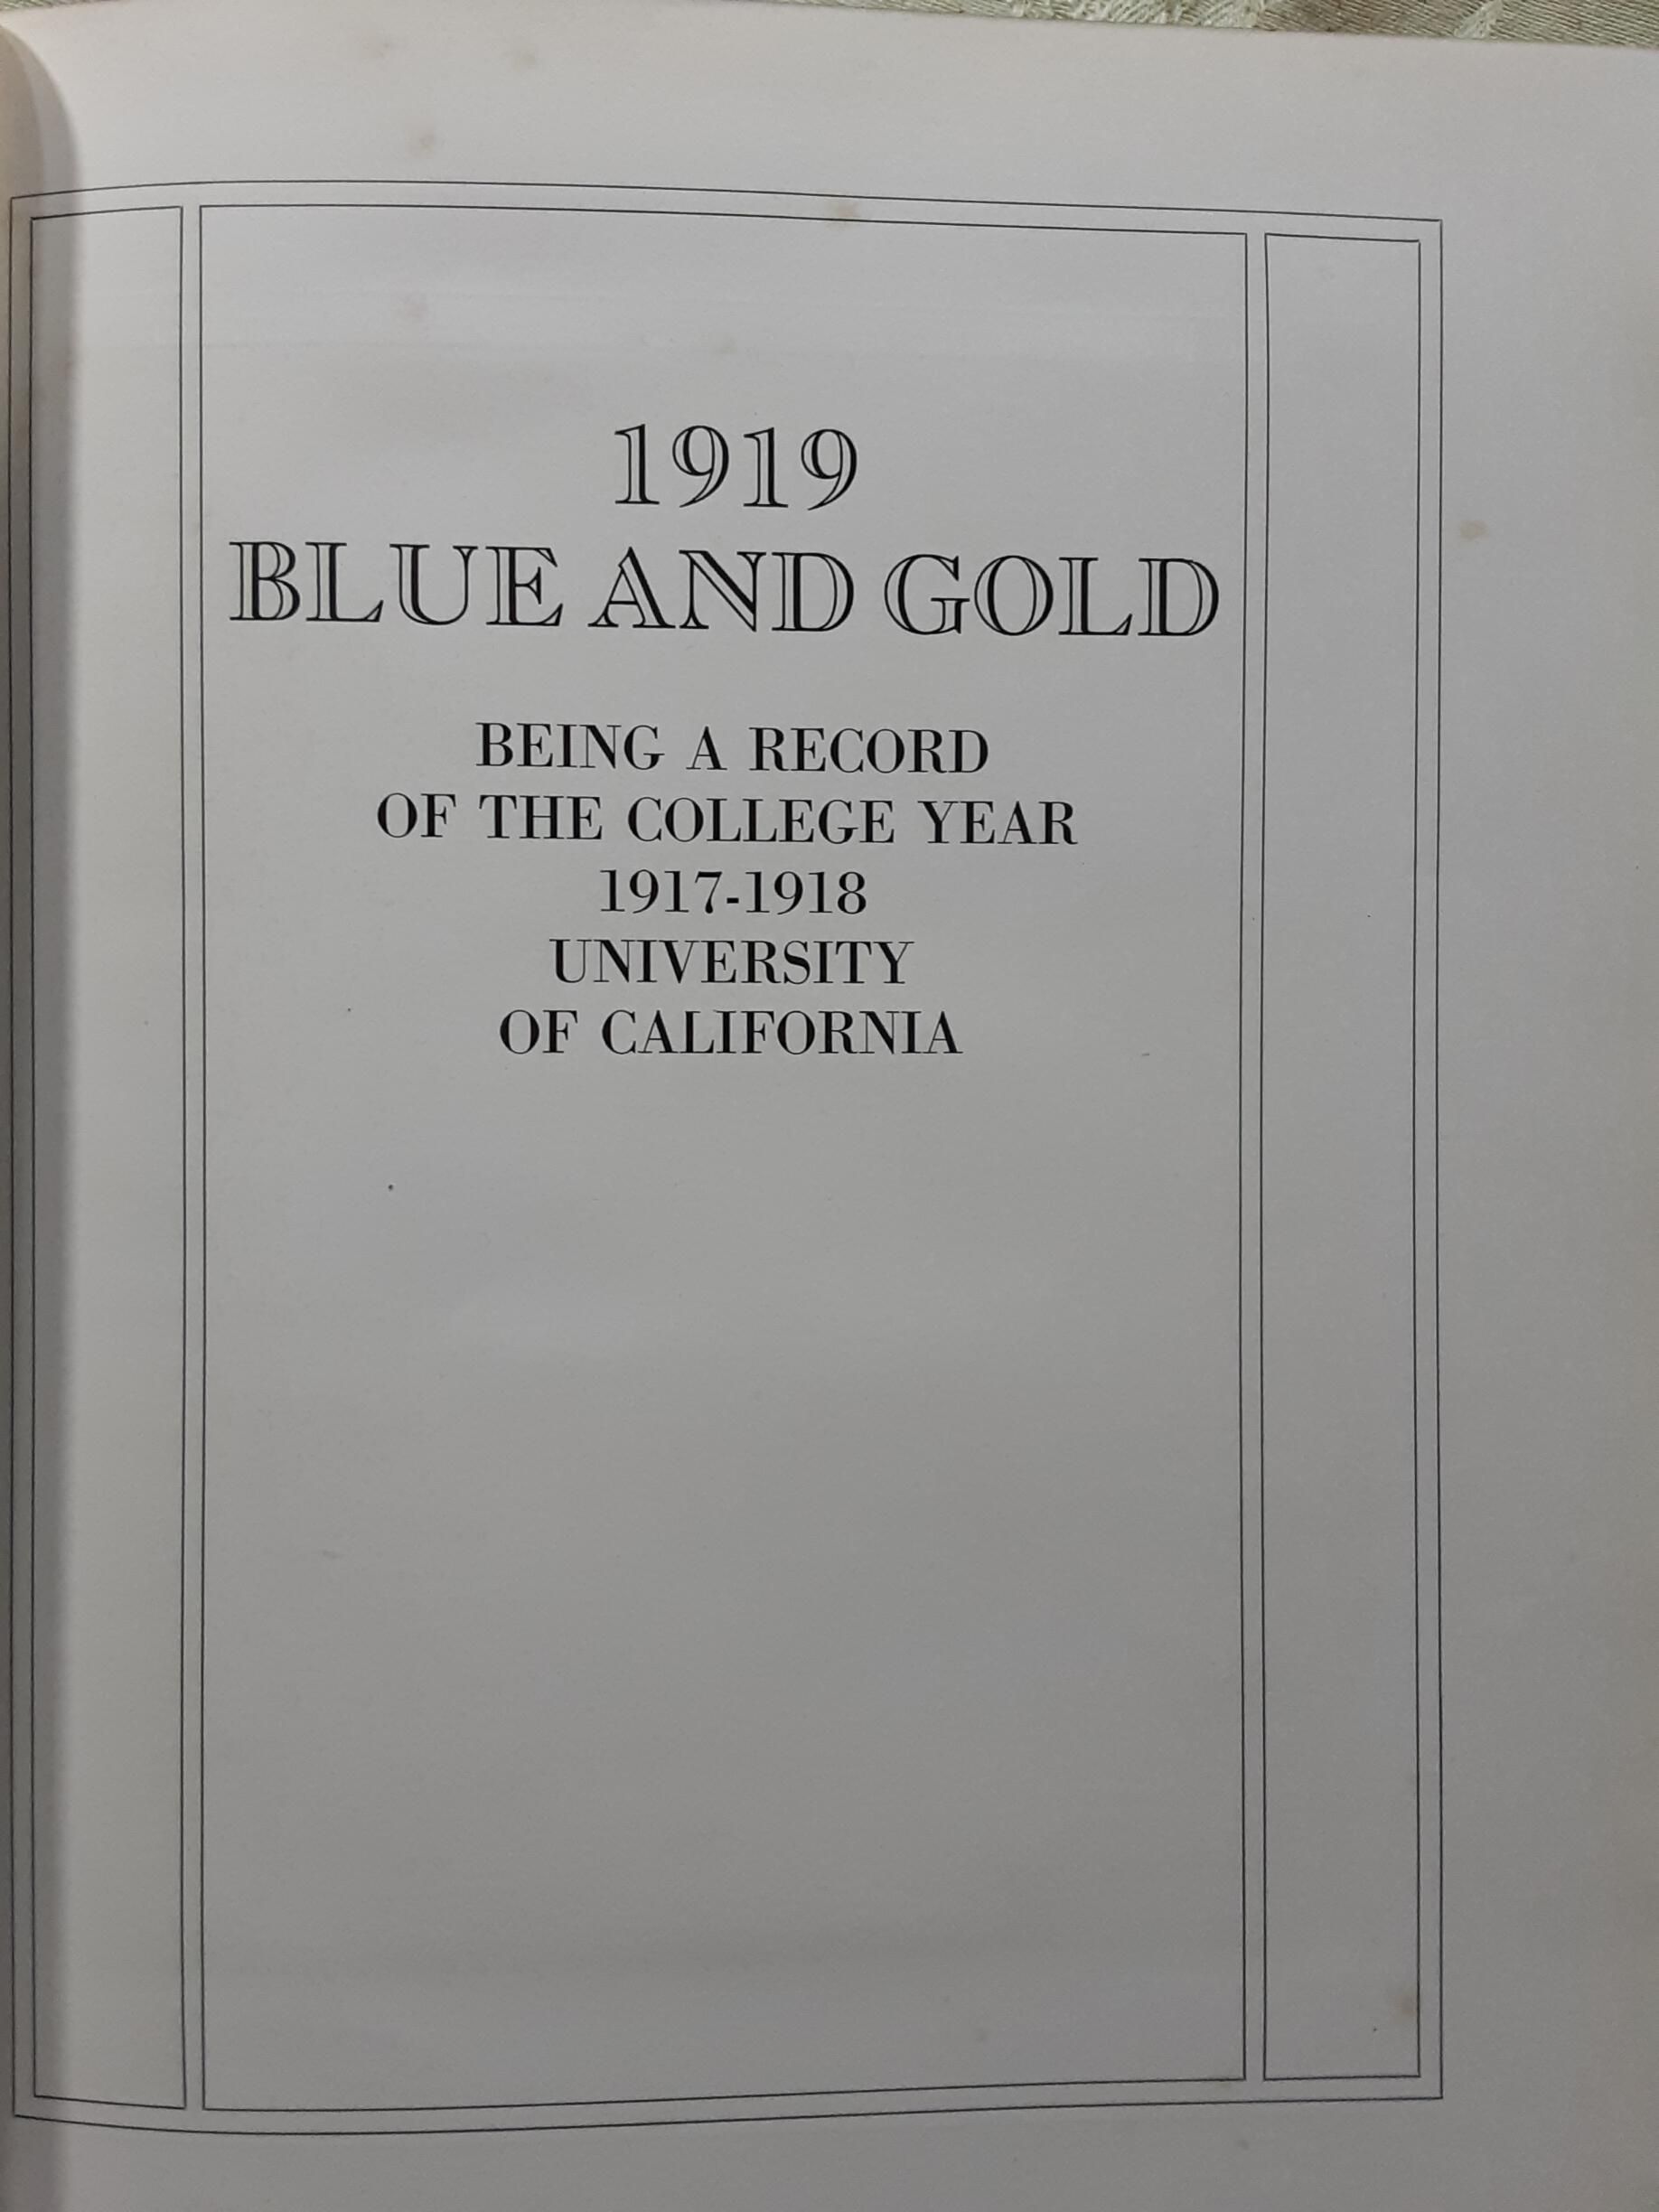 1919
BLUE AND GOLD
BEING A RECORD
OF THE COLLEGE YEAR
1917-1918
UNIVERSITY
OF CALIFORNIA